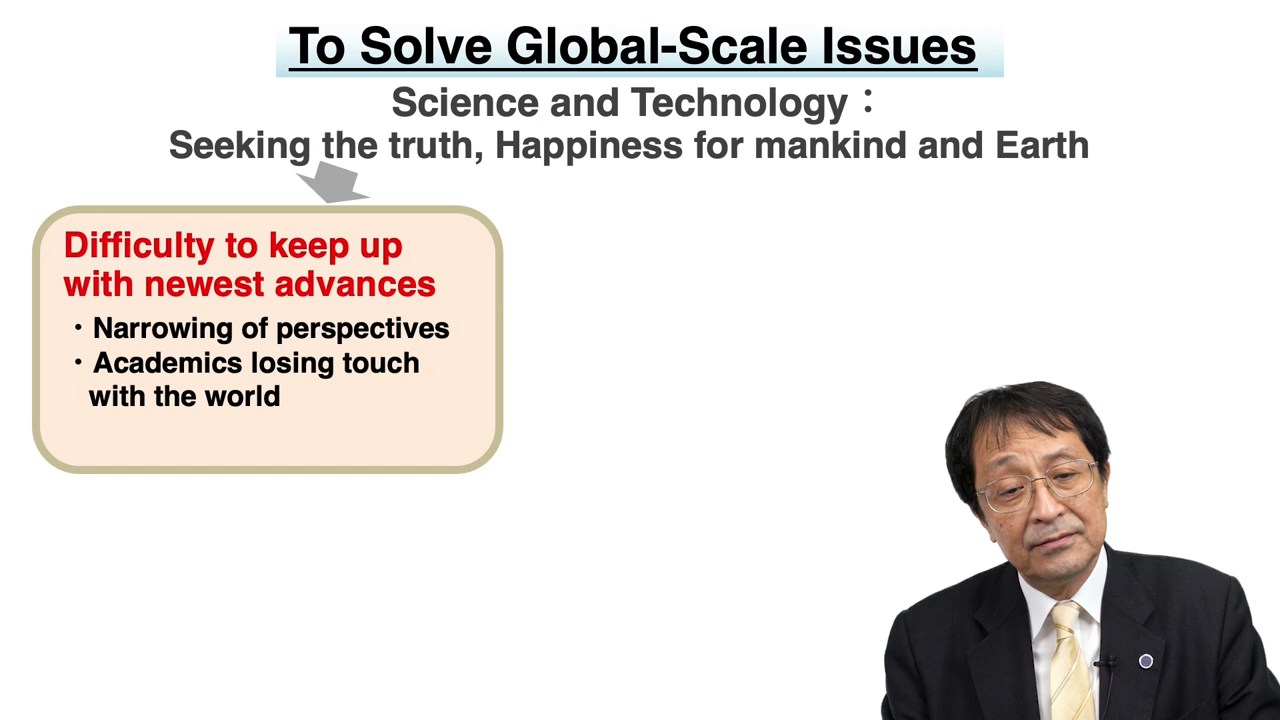 To Solve Global-Scale Issues
Science and Technology：
Seeking the truth, Happiness for mankind and Earth
Difficulty to keep up
with newest advances
・Narrowing of perspectives
・Academics losing touch
with the world